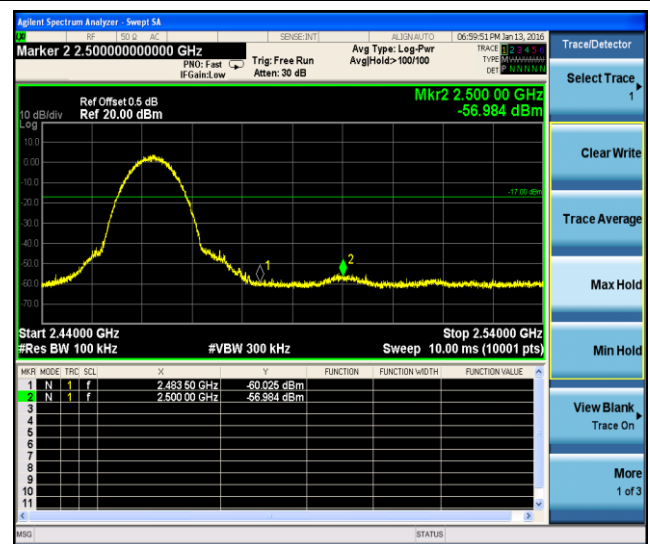 Agilent Spectrum Analyzer - Swept SA
RF 50 Ω AC SENSE:INT ALIGN AUTO 06:59:51 PM Jan 13, 2016
Marker 2 2.500000000000 GHz
PNO: Fast
IFGain:Low
Trig: Free Run
Atten: 30 dB
Avg Type: Log-Pwr
Avg|Hold:>100/100
TRACE 1 2 3 4 5 6
TYPE MWWWWW
DET P NNNNN
Ref Offset 0.5 dB
10 dB/div Ref 20.00 dBm
Log
Mkr2 2.500 00 GHz
-56.984 dBm
10.0
0.00
-10.0
-17.00 dBm
-20.0
-30.0
-40.0
-50.0
-60.0
-70.0
1
2
Start 2.44000 GHz Stop 2.54000 GHz
#Res BW 100 kHz #VBW 300 kHz Sweep 10.00 ms (10001 pts)
MKR MODE TRC SCL X Y FUNCTION FUNCTION WIDTH FUNCTION VALUE
1 N 1 f 2.483 50 GHz -60.025 dBm
2 N 1 f 2.500 00 GHz -56.984 dBm
3
4
5
6
7
8
9
10
11
MSG STATUS
Trace/Detector
Select Trace
1
Clear Write
Trace Average
Max Hold
Min Hold
View Blank
Trace On
More
1 of 3